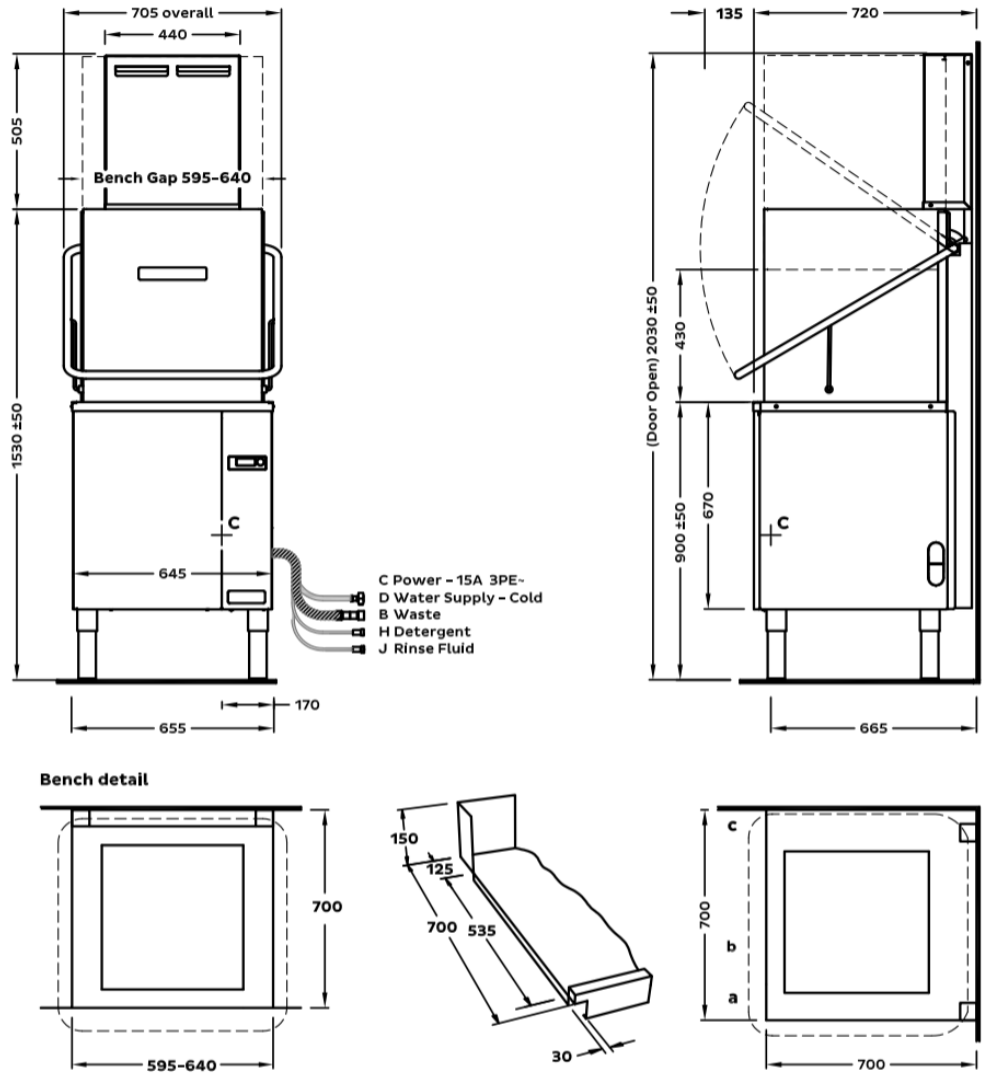 705 overall
440
505
Bench Gap 595-640
1530 ±50
C
645
C Power - 15A 3PE~
D Water Supply - Cold
B Waste
H Detergent
J Rinse Fluid
170
655
135
720
(Door Open) 2030 ±50
430
900 ±50
670
C
665
Bench detail
700
595-640
150
125
700
535
30
c
b
a
700
700